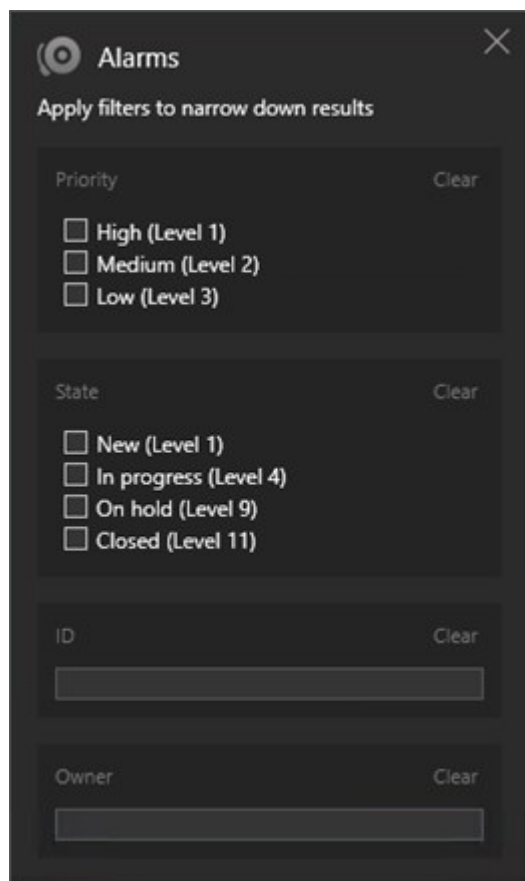 Alarms
Apply filters to narrow down results
Priority Clear
High (Level 1)
Medium (Level 2)
Low (Level 3)
State Clear
New (Level 1)
In progress (Level 4)
On hold (Level 9)
Closed (Level 11)
ID Clear
Owner Clear